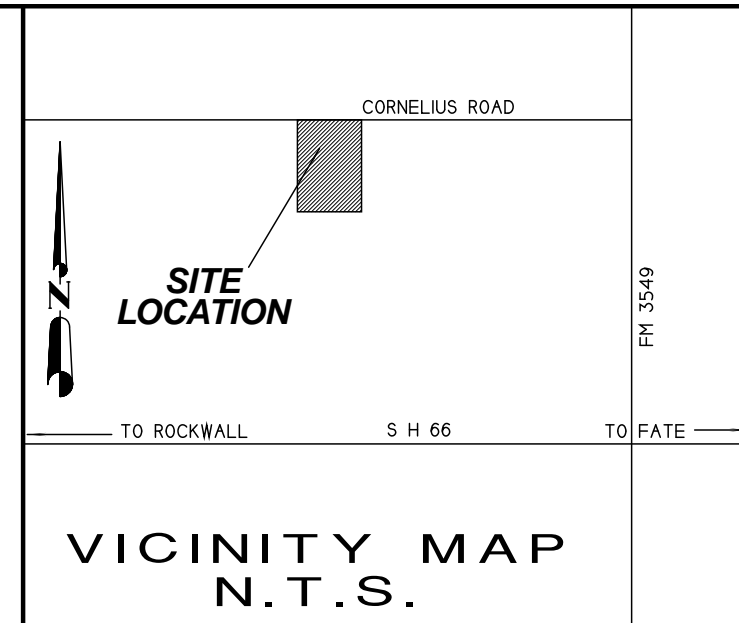 CORNELIUS ROAD
SITE
LOCATION
N
FM 3549
TO ROCKWALL
S H 66
TO FATE
VICINITY MAP
N.T.S.